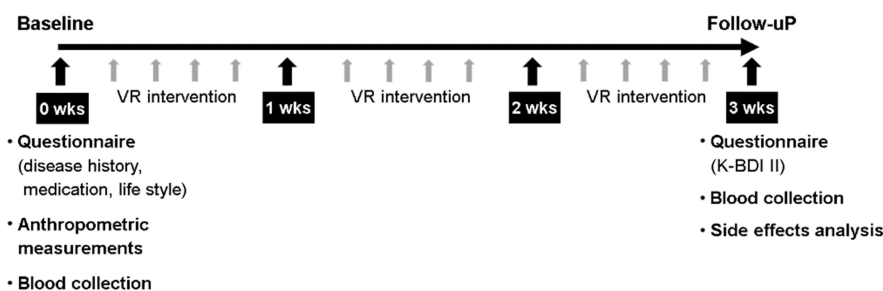 Baseline
Follow-uP
0 wks
VR intervention
1 wks
VR intervention
2 wks
VR intervention
3 wks
• Questionnaire
(disease history,
medication, life style)
• Anthropometric
measurements
• Blood collection
• Questionnaire
(K-BDI II)
• Blood collection
• Side effects analysis